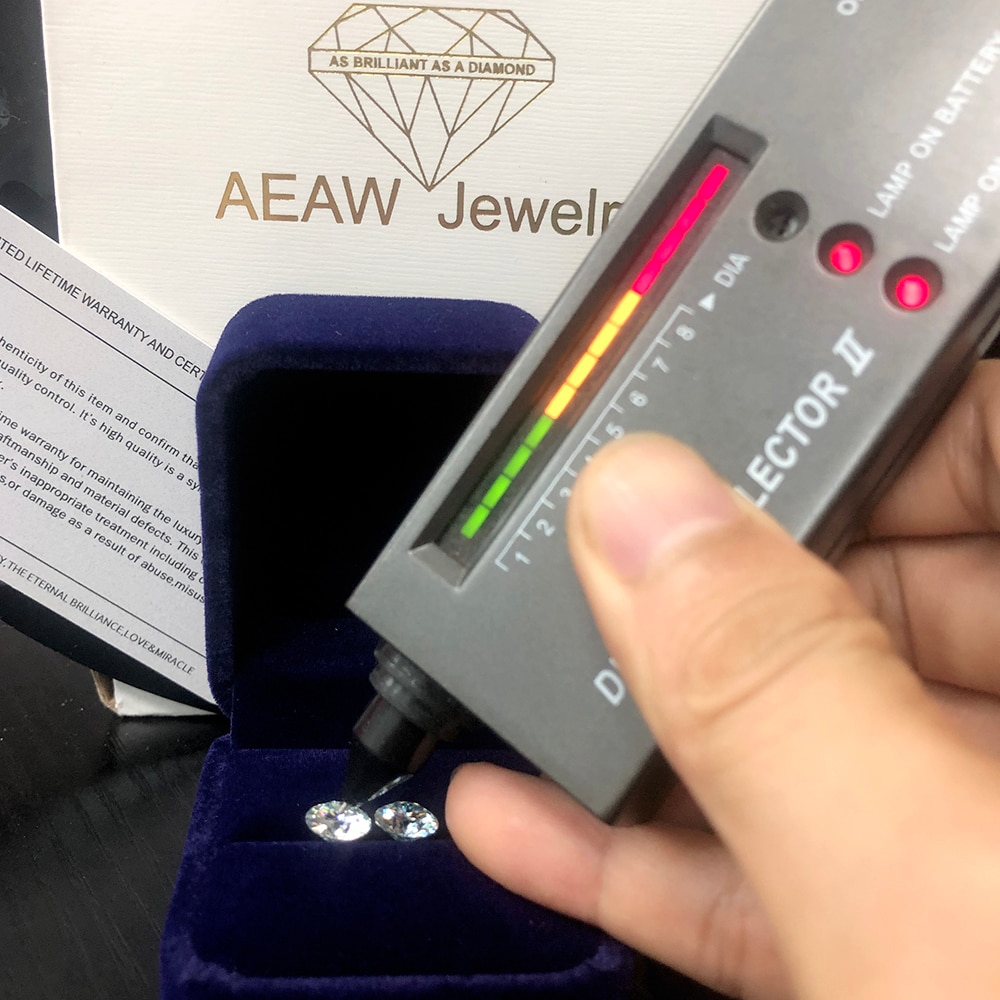 AS BRILLIANT AS A DIAMOND
AEAW Jewelr
LAMP ON BATTERY
LAMP ON
DIA
1 2 3 4 5 6 7 8
LECTOR II
D
TED LIFETIME WARRANTY AND CERT
henticity of this item and confirm tha
uality control. It's high quality is a sy
ime warranty for maintaining the luxury
aftmanship and material defects. This
er's inappropriate treatment including
s,or damage as a result of abuse,misus
Y,THE ETERNAL BRILLIANCE,LOVE&MIRACLE